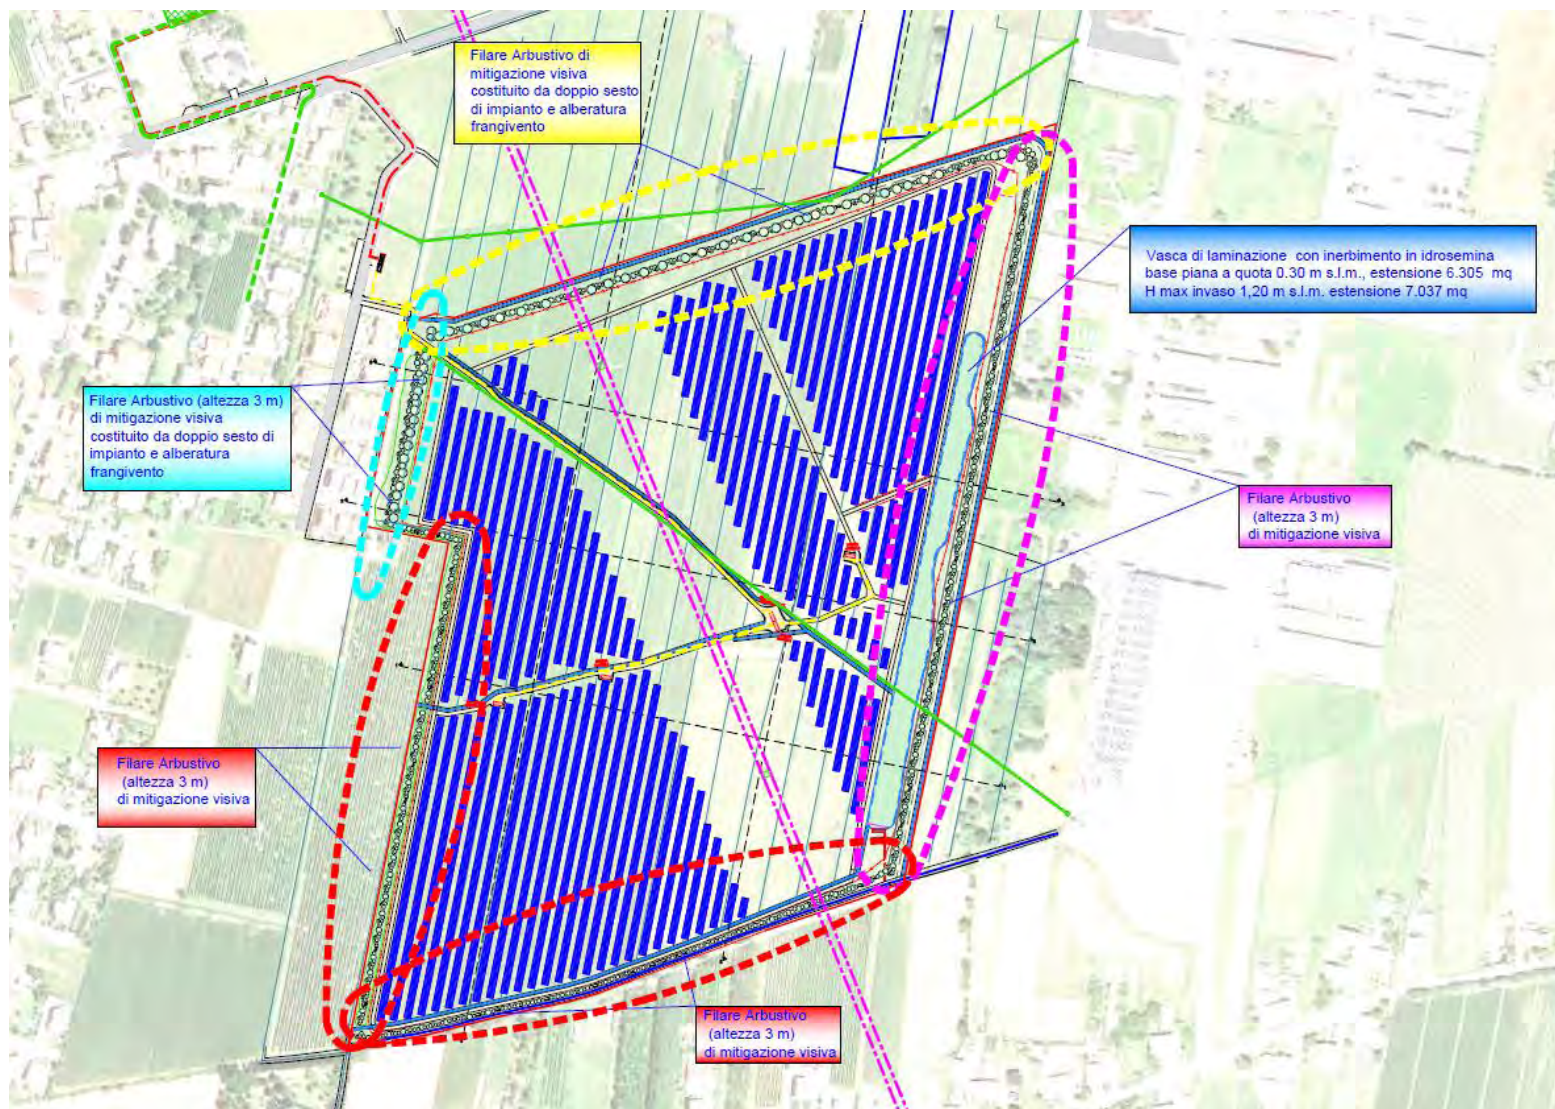 Filare Arbustivo di
mitigazione visiva
costituito da doppio sesto
di impianto e alberatura
frangivento
Vasca di laminazione con inerbimento in idrosemina
base piana a quota 0.30 m s.l.m., estensione 6.305 mq
H max invaso 1,20 m s.l.m. estensione 7.037 mq
Filare Arbustivo (altezza 3 m)
di mitigazione visiva
costituito da doppio sesto di
impianto e alberatura
frangivento
Filare Arbustivo
(altezza 3 m)
di mitigazione visiva
Filare Arbustivo
(altezza 3 m)
di mitigazione visiva
Filare Arbustivo
(altezza 3 m)
di mitigazione visiva